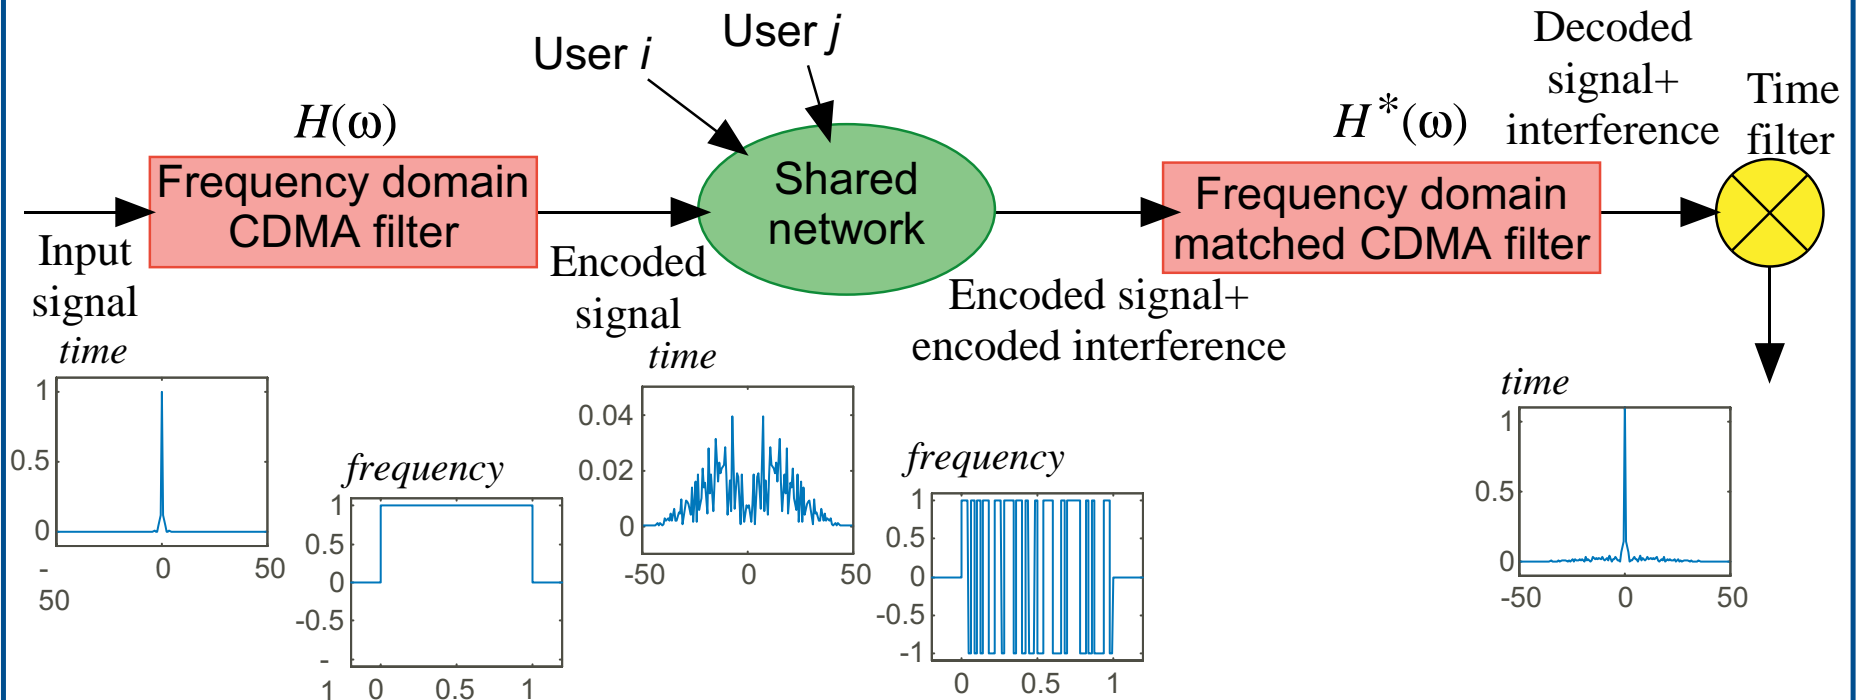 User i
User j
H(ω)
Frequency domain
CDMA filter
Input
signal
Encoded
signal
Shared
network
Encoded signal+
encoded interference
H*(ω)
Frequency domain
matched CDMA filter
Decoded
signal+
interference
Time
filter
time
1
0.5
0
-
50
0
50
frequency
1
0.5
0
-0.5
-
1
0
0.5
1
time
0.04
0.02
0
-50
0
50
frequency
1
0.5
0
-0.5
-1
0
0.5
1
time
1
0.5
0
-50
0
50